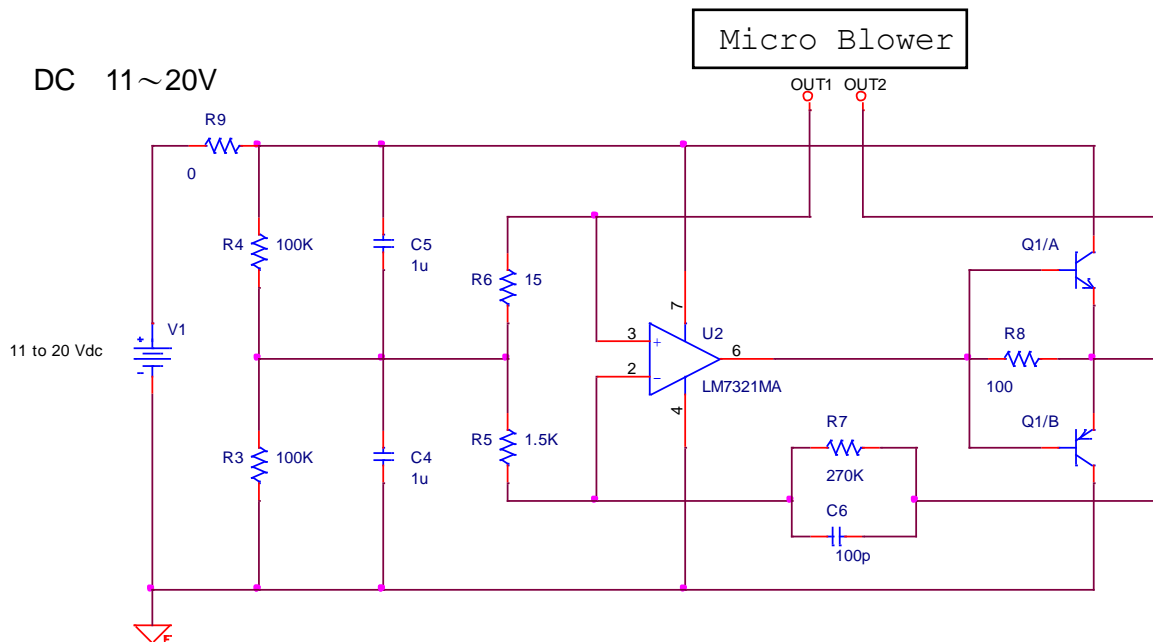 Micro Blower
DC 11～20V
OUT1 OUT2
R9
0
R4 100K
C5
1u
R6 15
Q1/A
7
V1
+
-
11 to 20 Vdc
3
+
2
-
U2
6
LM7321MA
4
R8
100
R3 100K
C4
1u
R5 1.5K
R7
270K
Q1/B
C6
100p